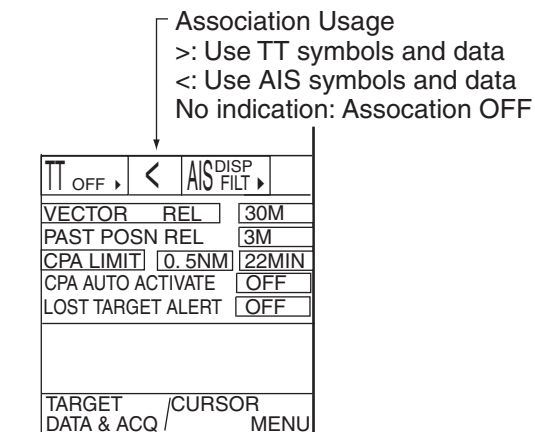 Association Usage
>: Use TT symbols and data
<: Use AIS symbols and data
No indication: Assocation OFF
TT OFF ▸ < AIS DISP FILT ▸
VECTOR REL 30M
PAST POSN REL 3M
CPA LIMIT 0.5NM 22MIN
CPA AUTO ACTIVATE OFF
LOST TARGET ALERT OFF
TARGET /CURSOR
DATA & ACQ / MENU